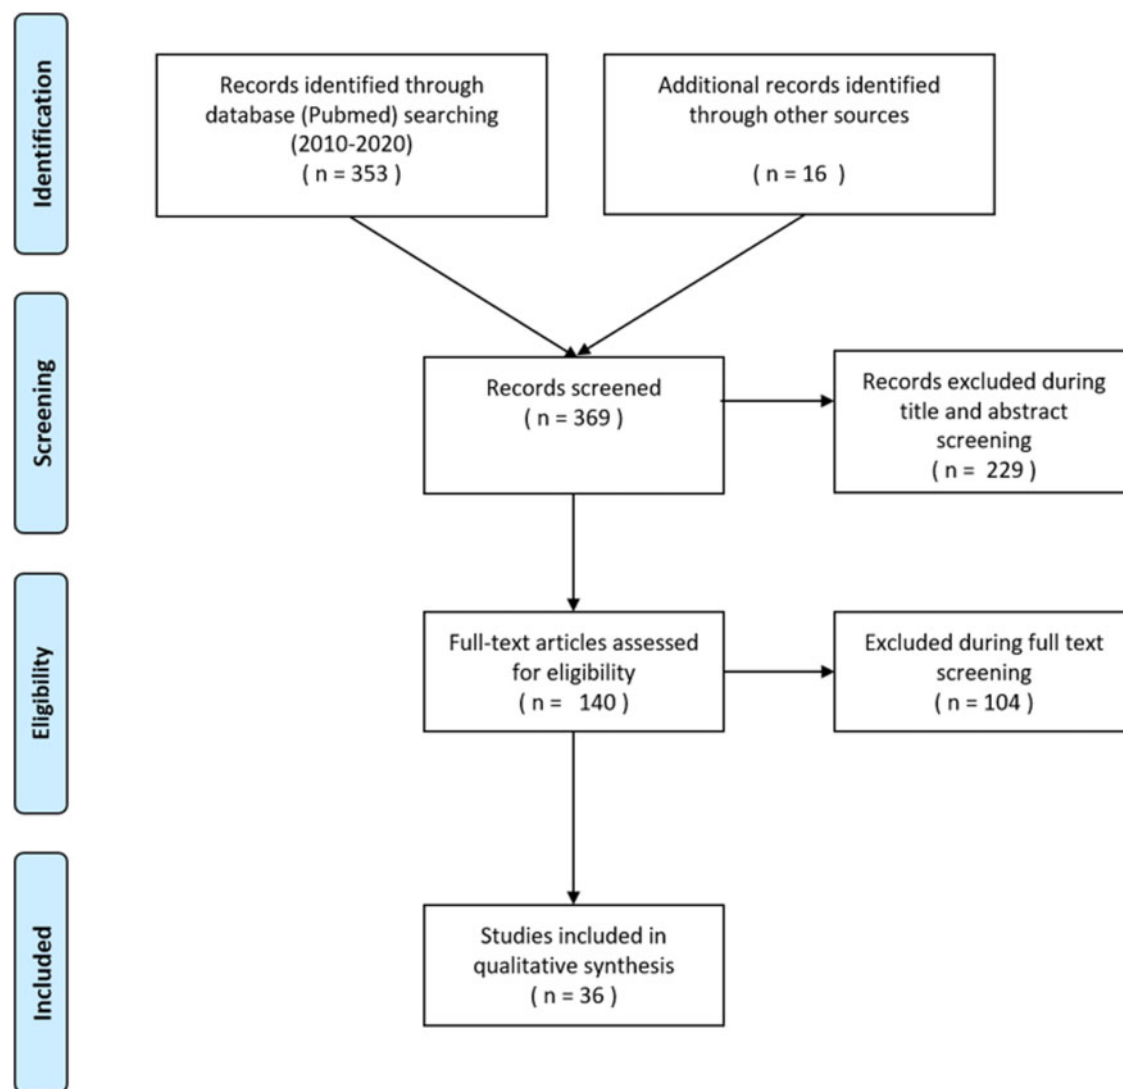 Identification
Records identified through
database (Pubmed) searching
(2010-2020)
( n = 353 )
Additional records identified
through other sources
( n = 16 )
Screening
Records screened
( n = 369 )
Records excluded during
title and abstract
screening
( n = 229 )
Eligibility
Full-text articles assessed
for eligibility
( n = 140 )
Excluded during full text
screening
( n = 104 )
Included
Studies included in
qualitative synthesis
( n = 36 )